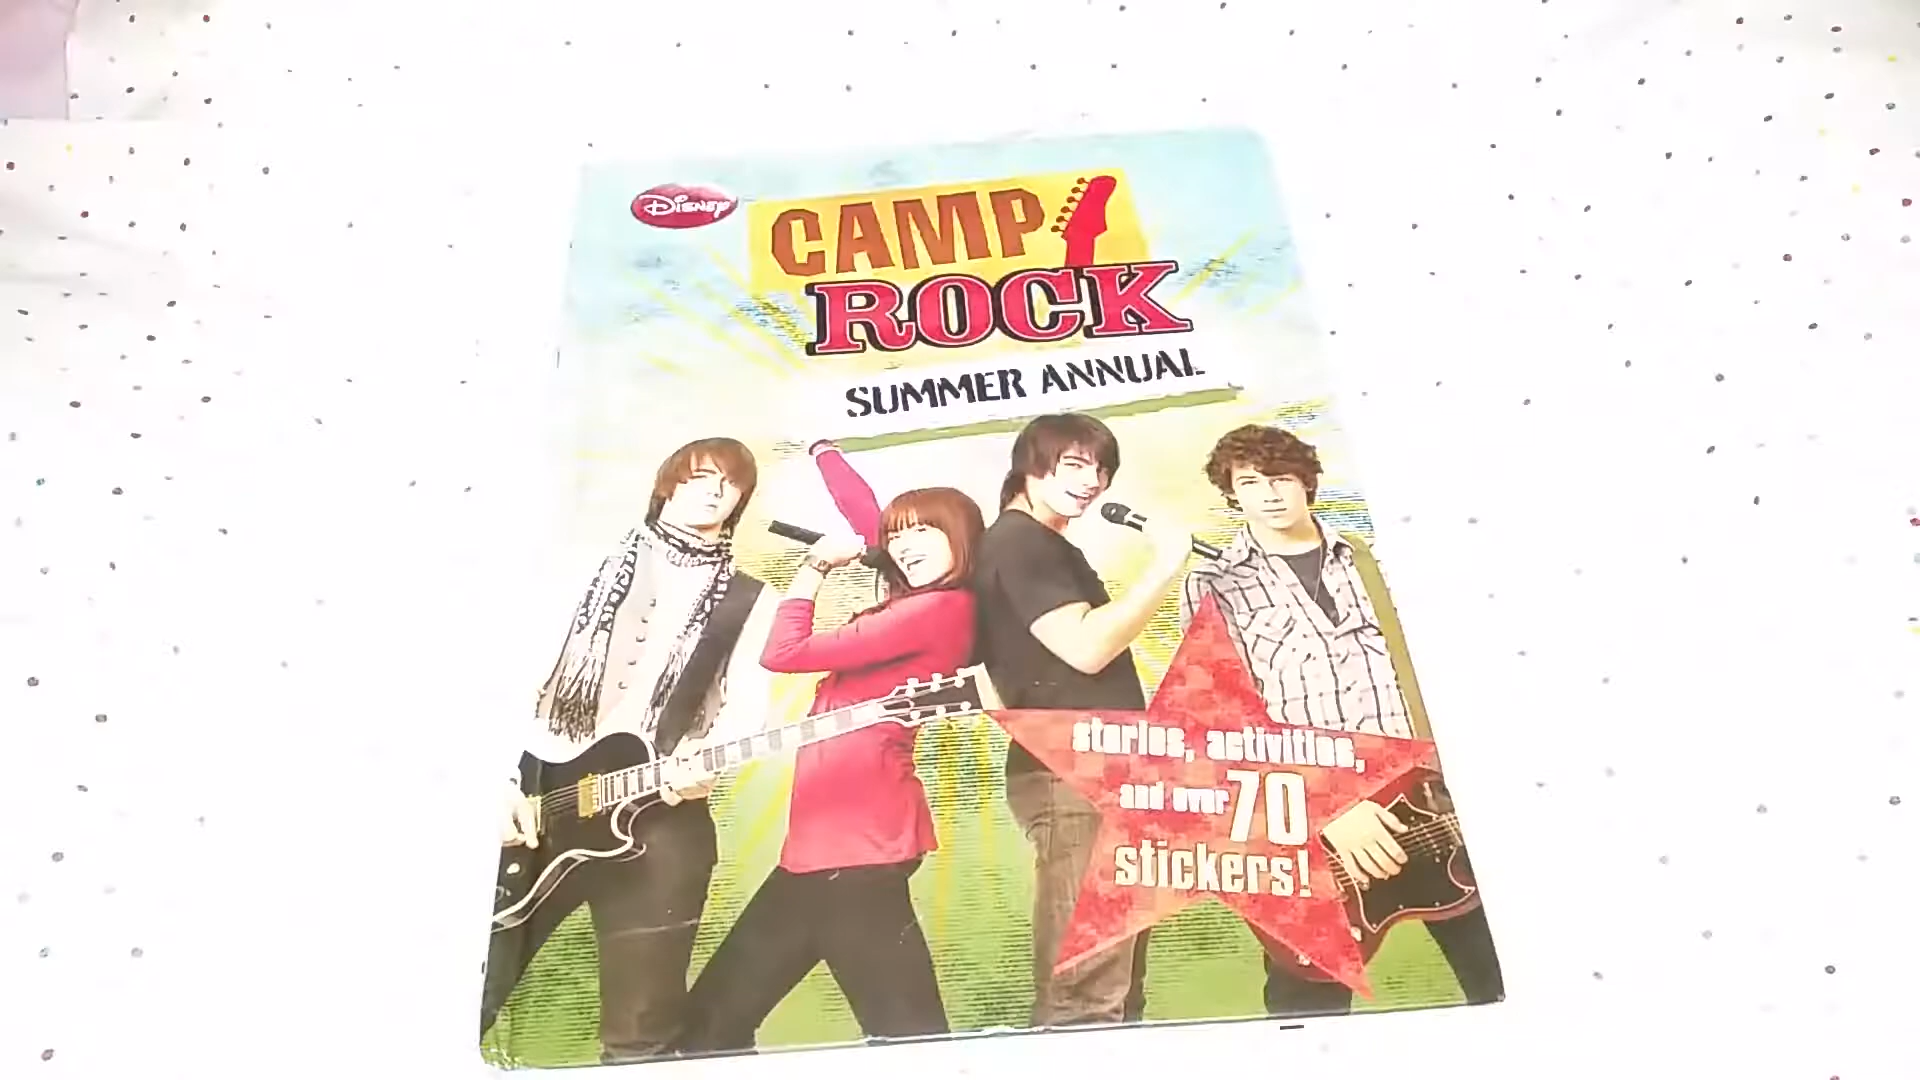 Disney
CAMP
ROCK
SUMMER ANNUAL
stories, activities,
and over 70
stickers!